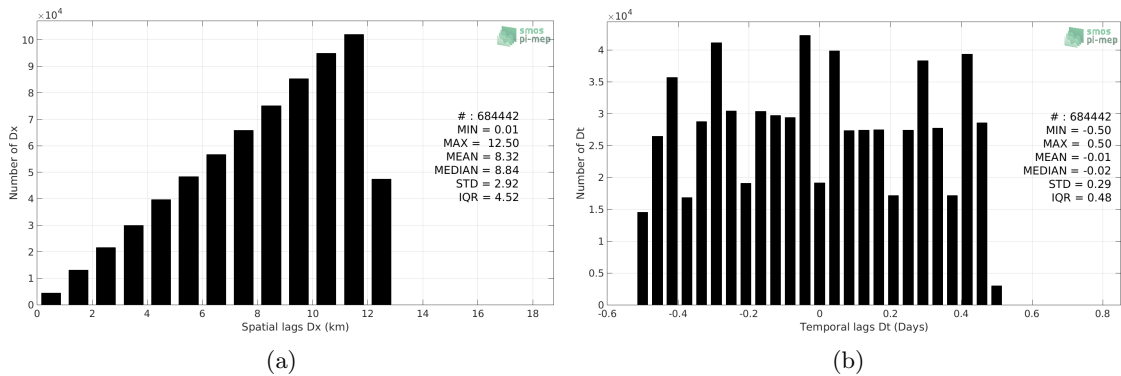 ×10⁴
10
9
8
7
6
5
4
3
2
1
0
Number of Dx
0 2 4 6 8 10 12 14 16 18
Spatial lags Dx (km)
smos
pi-mep
# : 684442
MIN = 0.01
MAX = 12.50
MEAN = 8.32
MEDIAN = 8.84
STD = 2.92
IQR = 4.52
(a)
×10⁴
4
3.5
3
2.5
2
1.5
1
0.5
0
Number of Dt
-0.6 -0.4 -0.2 0 0.2 0.4 0.6 0.8
Temporal lags Dt (Days)
smos
pi-mep
# : 684442
MIN = -0.50
MAX = 0.50
MEAN = -0.01
MEDIAN = -0.02
STD = 0.29
IQR = 0.48
(b)